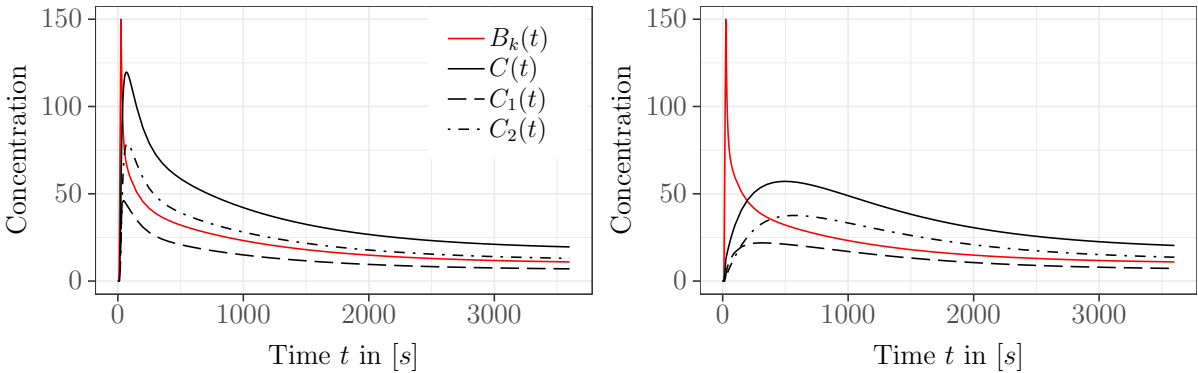 Concentration
150
100
50
0
B_k(t)
C(t)
C_1(t)
C_2(t)
0 1000 2000 3000
Time t in [s]
Concentration
150
100
50
0
0 1000 2000 3000
Time t in [s]